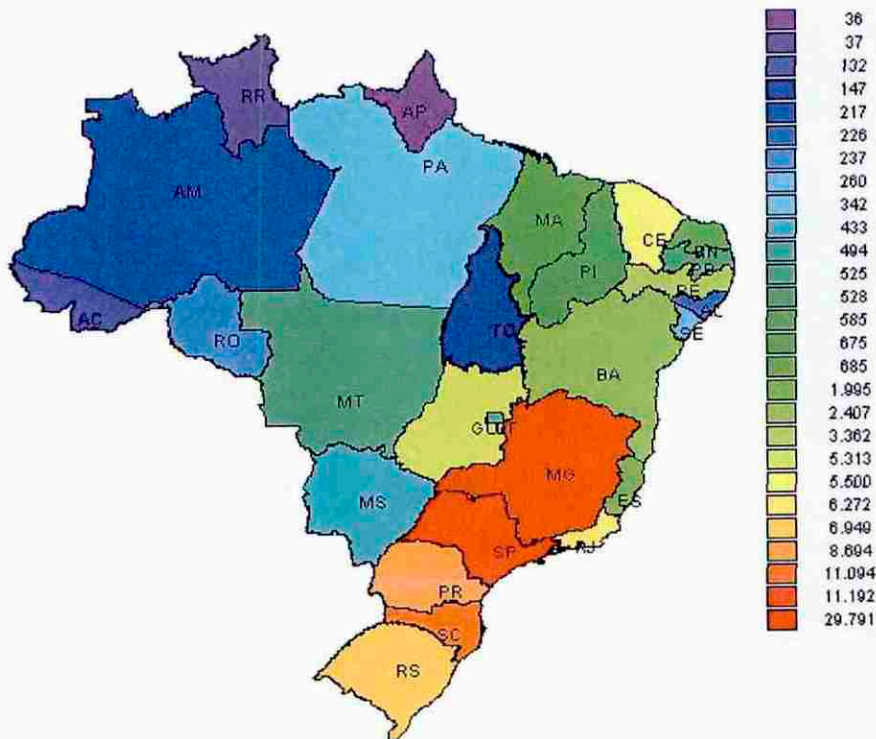 RR
AP
PA
AM
MA
CE
RN
PB
PI
PE
AL
SE
AC
RO
TO
BA
MT
MG
MS
ES
SP
RJ
PR
SC
RS
36
37
132
147
217
226
237
260
342
433
494
525
528
585
675
685
1.995
2.407
3.362
5.313
5.500
6.272
6.949
8.694
11.094
11.192
29.791